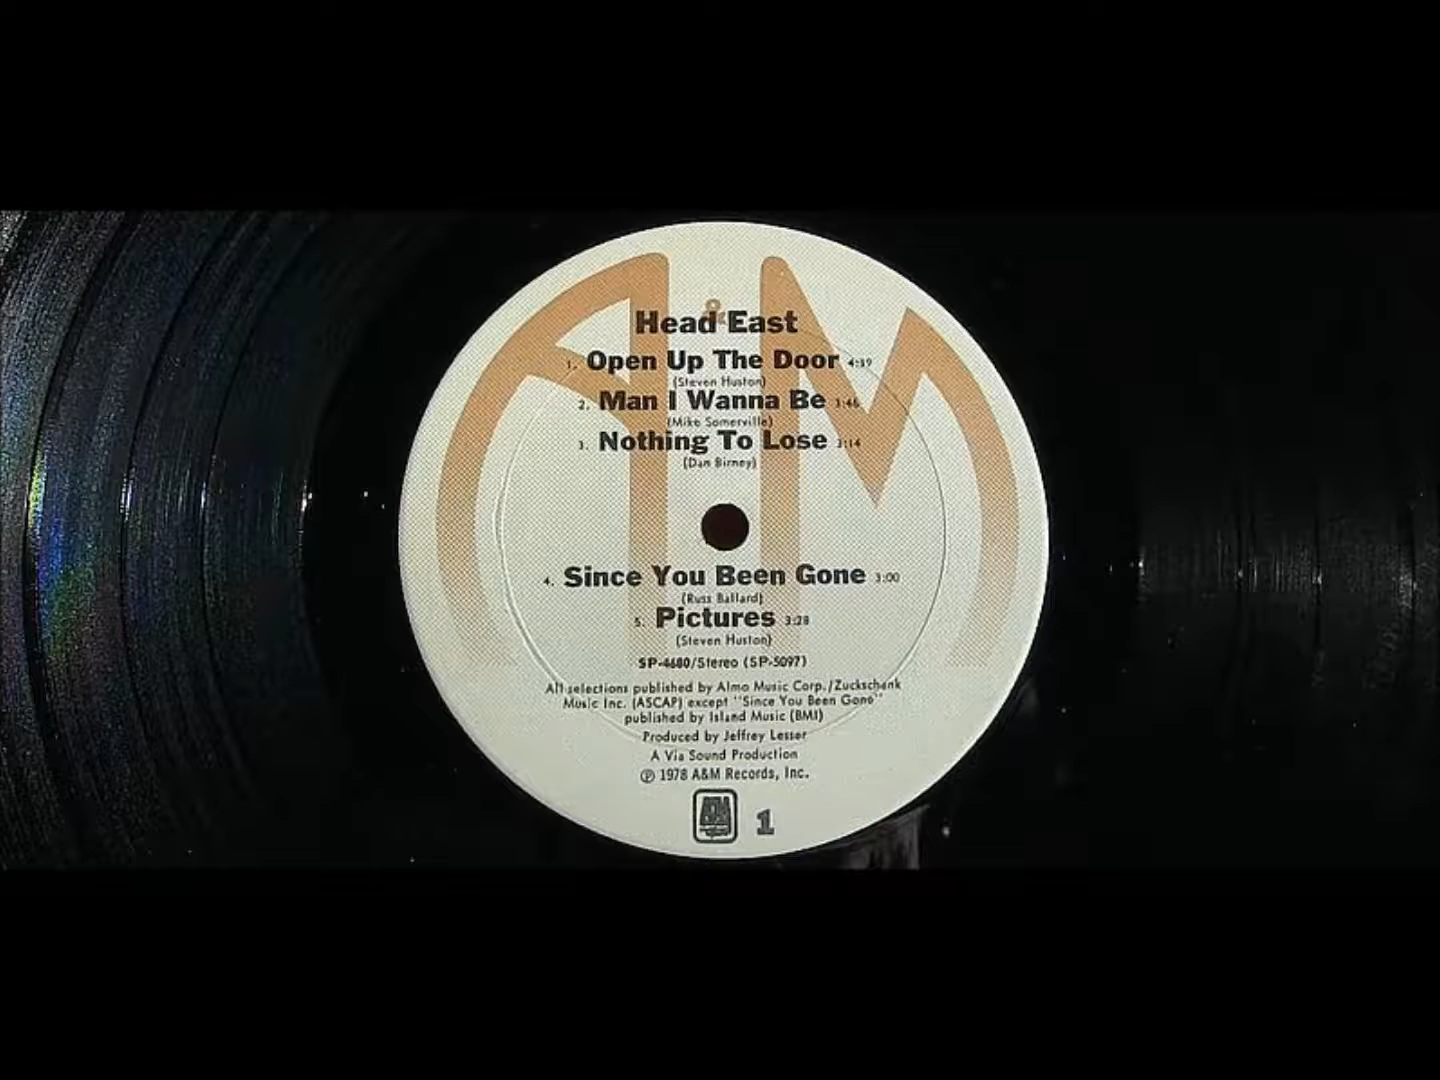 A&M
Head East
1. Open Up The Door 4:39
(Steven Huston)
2. Man I Wanna Be 3:46
(Mike Somerville)
3. Nothing To Lose 3:14
(Dan Birney)
4. Since You Been Gone 3:00
(Russ Ballard)
5. Pictures 3:28
(Steven Huston)
SP-4680/Stereo (SP-5097)
All selections published by Almo Music Corp./Zuckschank
Music Inc. (ASCAP) except "Since You Been Gone"
published by Island Music (BMI)
Produced by Jeffrey Lesser
A Via Sound Production
℗ 1978 A&M Records, Inc.
A&M 1